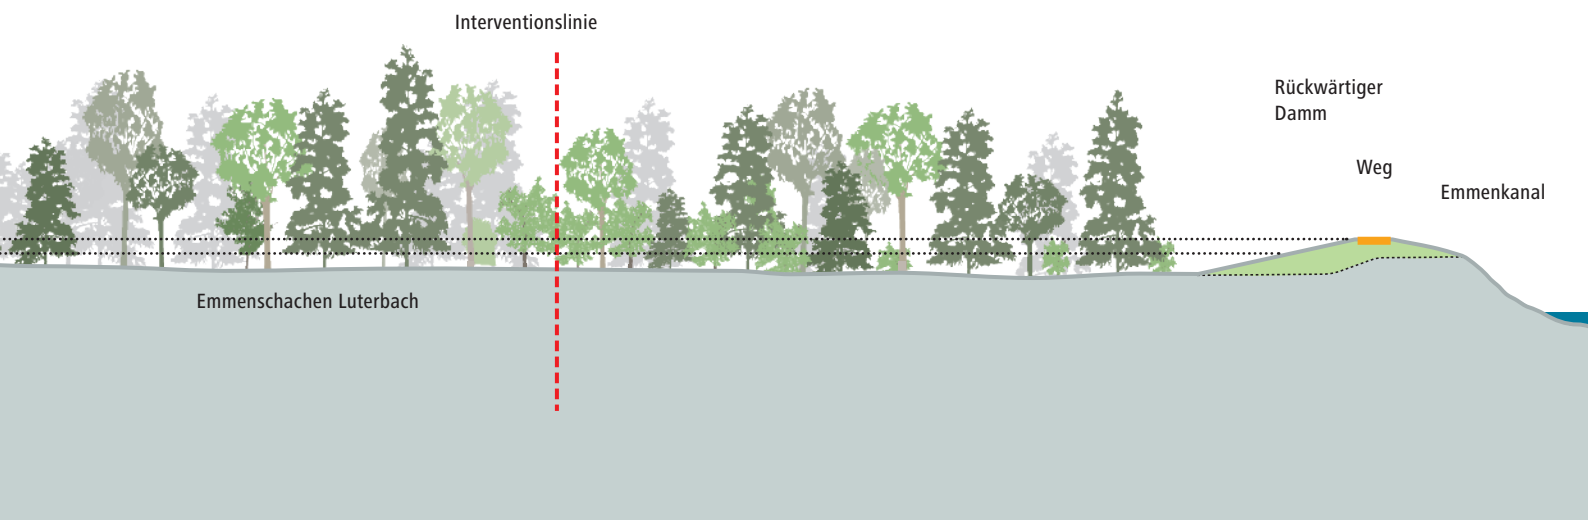 Interventionslinie
Rückwärtiger
Damm
Weg
Emmenkanal
Emmenschachen Luterbach